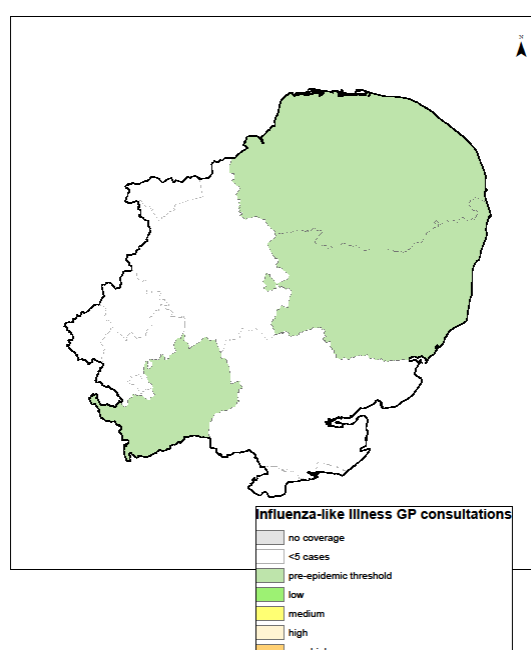 N
Influenza-like Illness GP consultations
no coverage
<5 cases
pre-epidemic threshold
low
medium
high